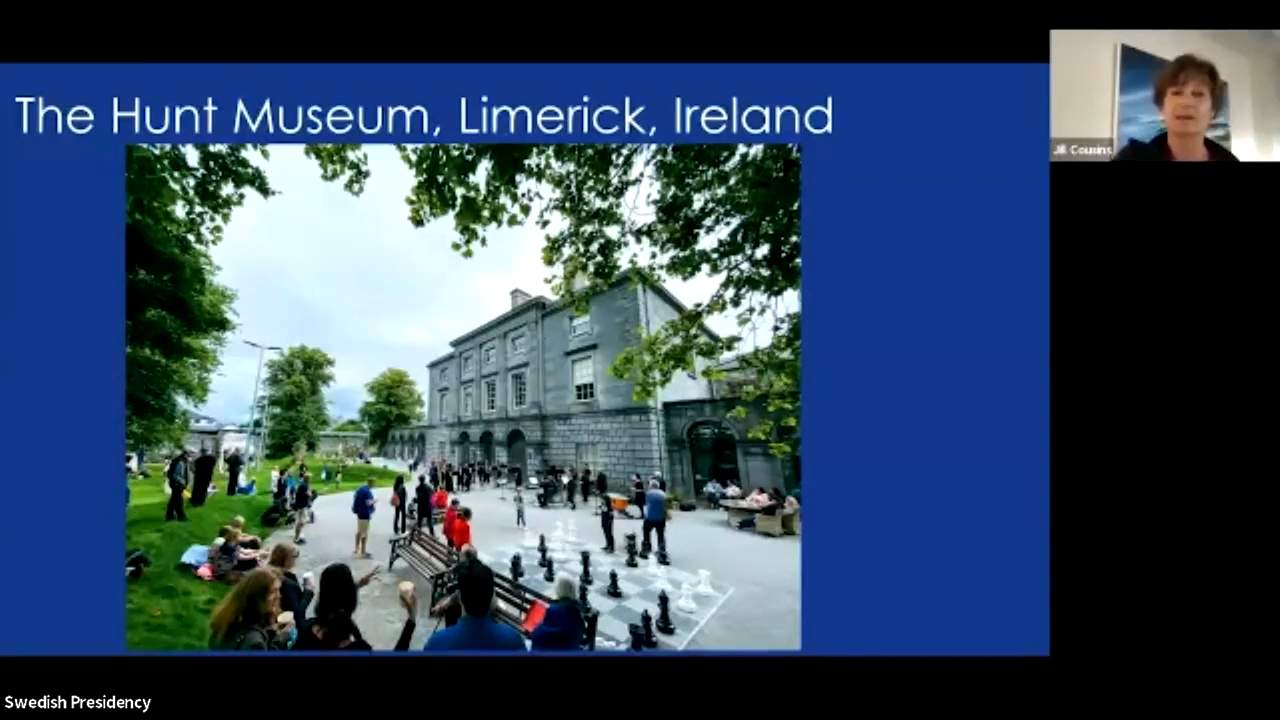 The Hunt Museum, Limerick, Ireland
Jill Cousins
Swedish Presidency